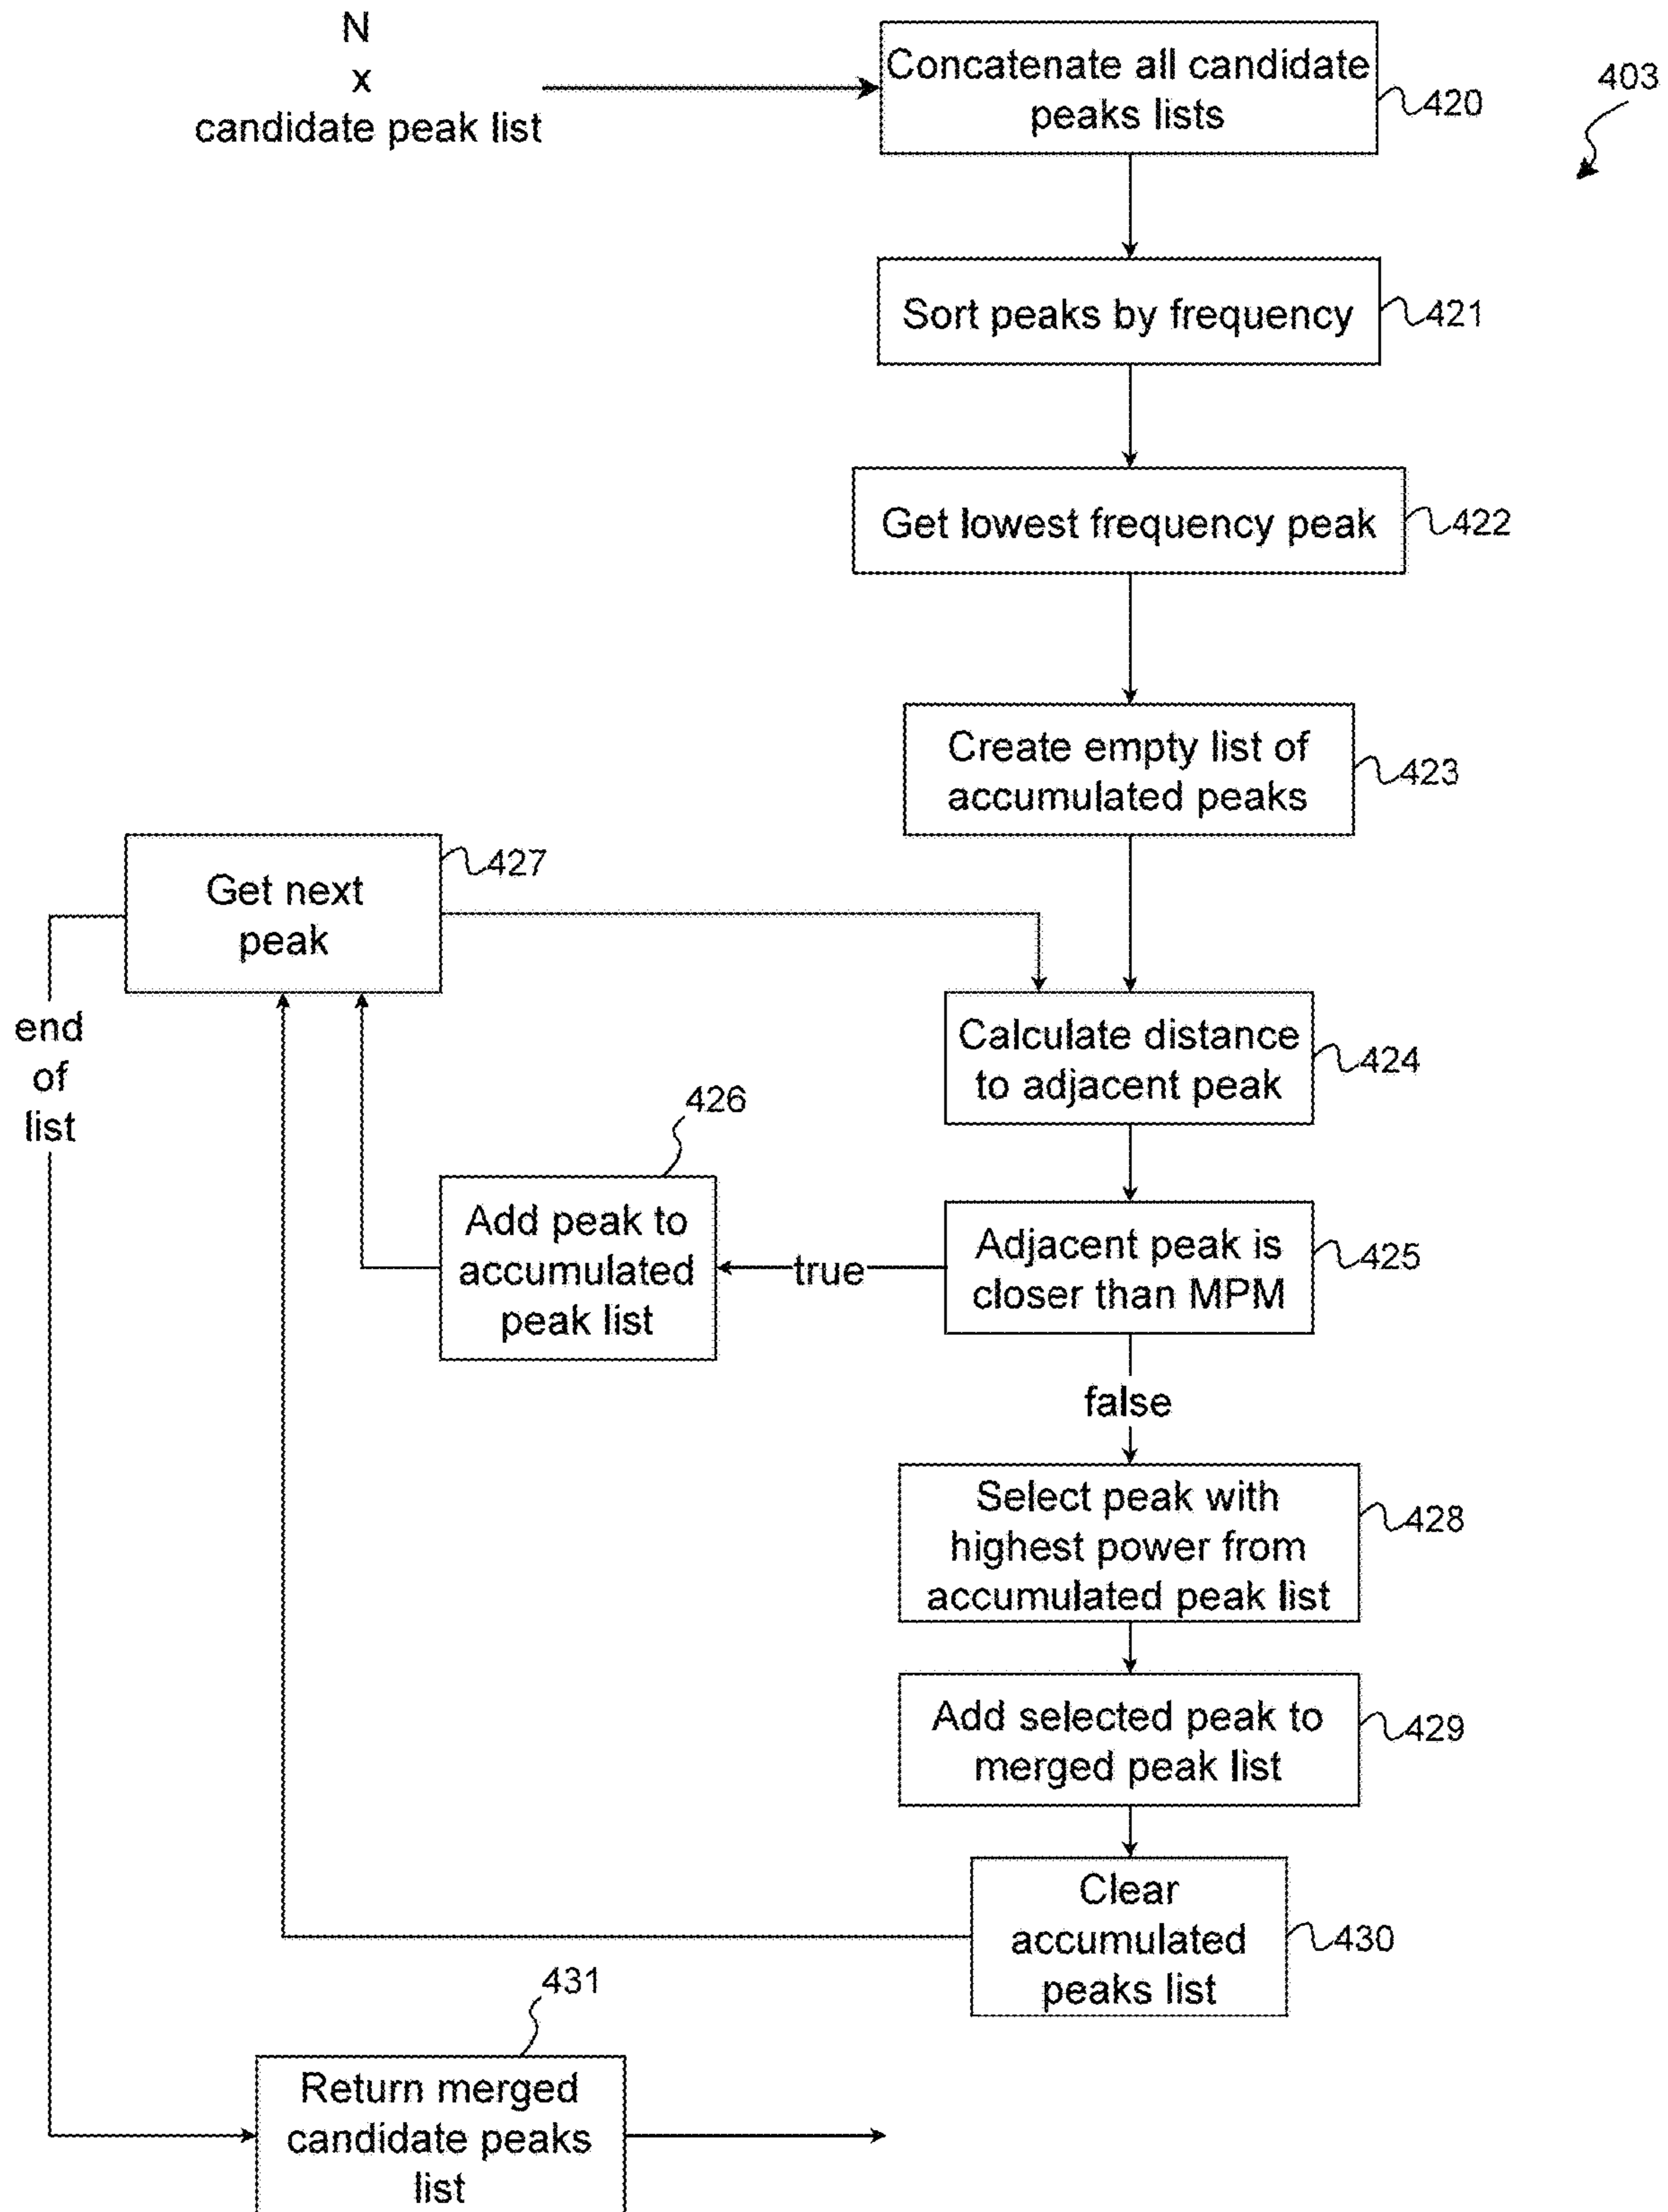 N
x
candidate peak list
Concatenate all candidate
peaks lists
420
403
Sort peaks by frequency
421
Get lowest frequency peak
422
Create empty list of
accumulated peaks
423
Get next
peak
427
end
of
list
Calculate distance
to adjacent peak
424
426
Add peak to
accumulated
peak list
true
Adjacent peak is
closer than MPM
425
false
Select peak with
highest power from
accumulated peak list
428
Add selected peak to
merged peak list
429
Clear
accumulated
peaks list
430
431
Return merged
candidate peaks
list